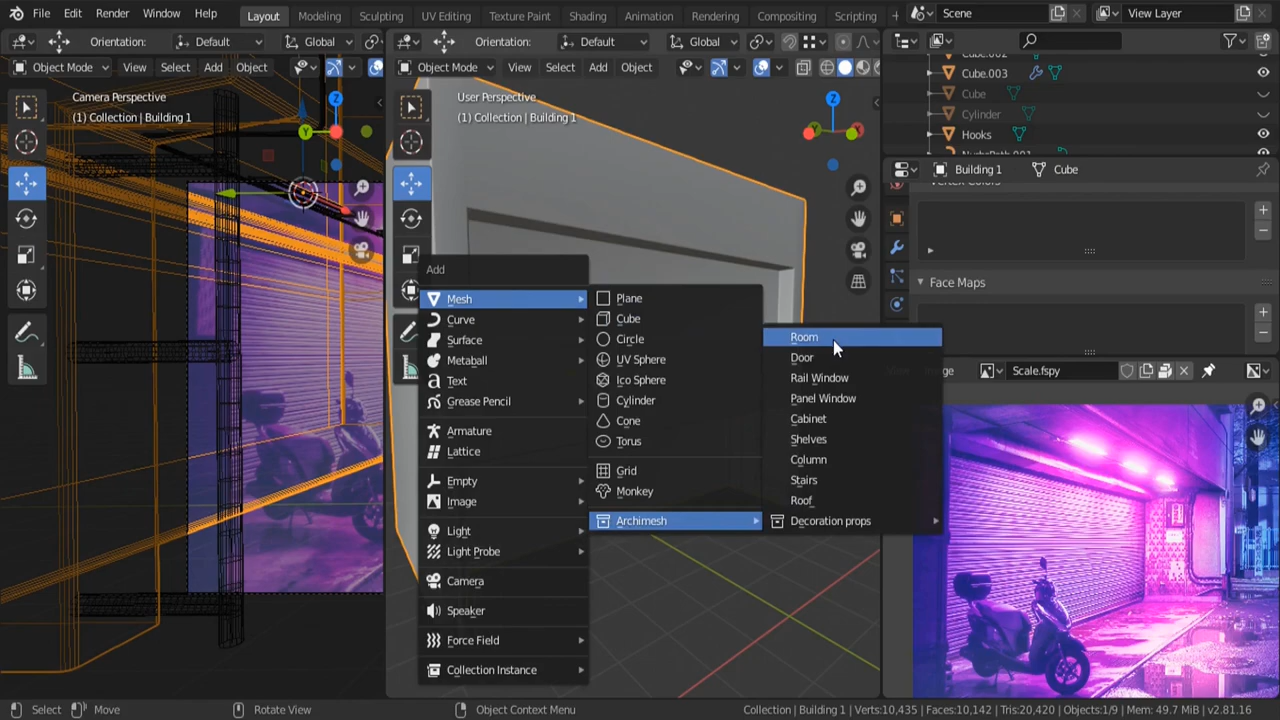 File Edit Render Window Help Layout Modeling Sculpting UV Editing Texture Paint Shading Animation Rendering Compositing Scripting + Scene View Layer
Orientation: Default Global
Orientation: Default Global
Object Mode View Select Add Object
Object Mode View Select Add Object
Camera Perspective
(1) Collection | Building 1
User Perspective
(1) Collection | Building 1
Z
Y
Z
Cube.002
Cube.003
Cube
Cylinder
Hooks
NurbsPath.001
Building 1 Cube
Vertex Colors
Face Maps
Image Scale.fspy
Add
Mesh
Curve
Surface
Metaball
Text
Grease Pencil
Armature
Lattice
Empty
Image
Light
Light Probe
Camera
Speaker
Force Field
Collection Instance
Plane
Cube
Circle
UV Sphere
Ico Sphere
Cylinder
Cone
Torus
Grid
Monkey
Archimesh
Room
Door
Rail Window
Panel Window
Cabinet
Shelves
Column
Stairs
Roof
Decoration props
Select Move Rotate View Object Context Menu Collection | Building 1 | Verts:10,435 | Faces:10,142 | Tris:20,420 | Objects:1/9 | Mem: 49.7 MiB | v2.81.16